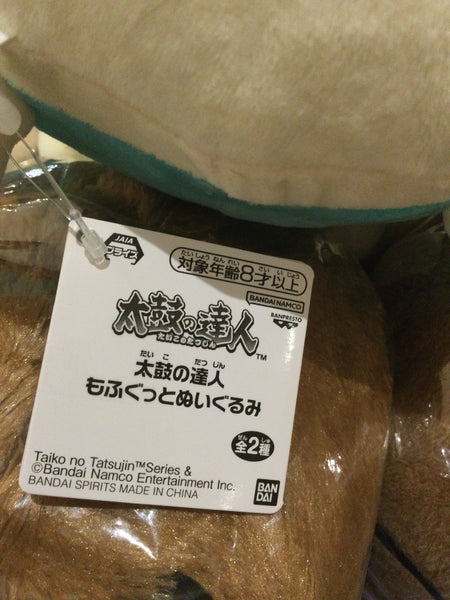 JAIA
プライズ
たいしょうねんれい さい いじょう
対象年齢8才以上
BANDAI NAMCO
BANPRESTO
太鼓の達人™
たいこのたつじん
たいこ たつじん
太鼓の達人
もふぐっとぬいぐるみ
ぜん しゅ
全2種
Taiko no Tatsujin™Series &
©Bandai Namco Entertainment Inc.
BANDAI SPIRITS MADE IN CHINA
BAN
DAI